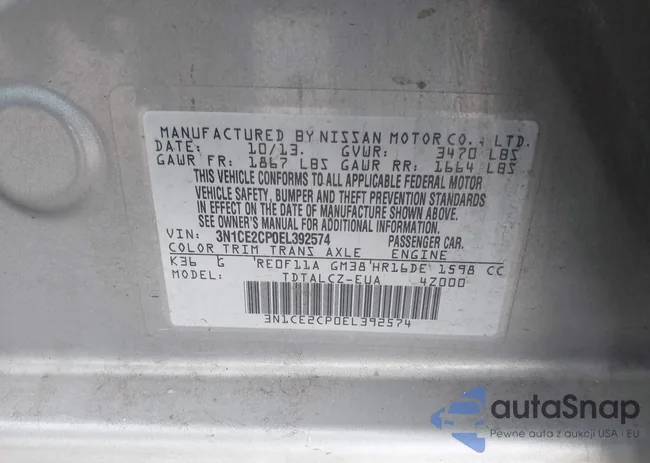 MANUFACTURED BY NISSAN MOTOR CO., LTD.
DATE: 10/13. GVWR: 3470 LBS
GAWR FR: 1867 LBS GAWR RR: 1664 LBS
THIS VEHICLE CONFORMS TO ALL APPLICABLE FEDERAL MOTOR
VEHICLE SAFETY, BUMPER AND THEFT PREVENTION STANDARDS
IN EFFECT ON THE DATE OF MANUFACTURE SHOWN ABOVE.
SEE OWNER'S MANUAL FOR ADDITIONAL INFORMATION.
VIN: 3N1CE2CP0EL392574 PASSENGER CAR.
COLOR TRIM TRANS AXLE ENGINE
K36 G RE0F11A GM38 HR16DE 1598 CC
MODEL: TDTALCZ-EUA 4Z000
3N1CE2CP0EL392574
autaSnap
Pewne auta z aukcji USA i EU